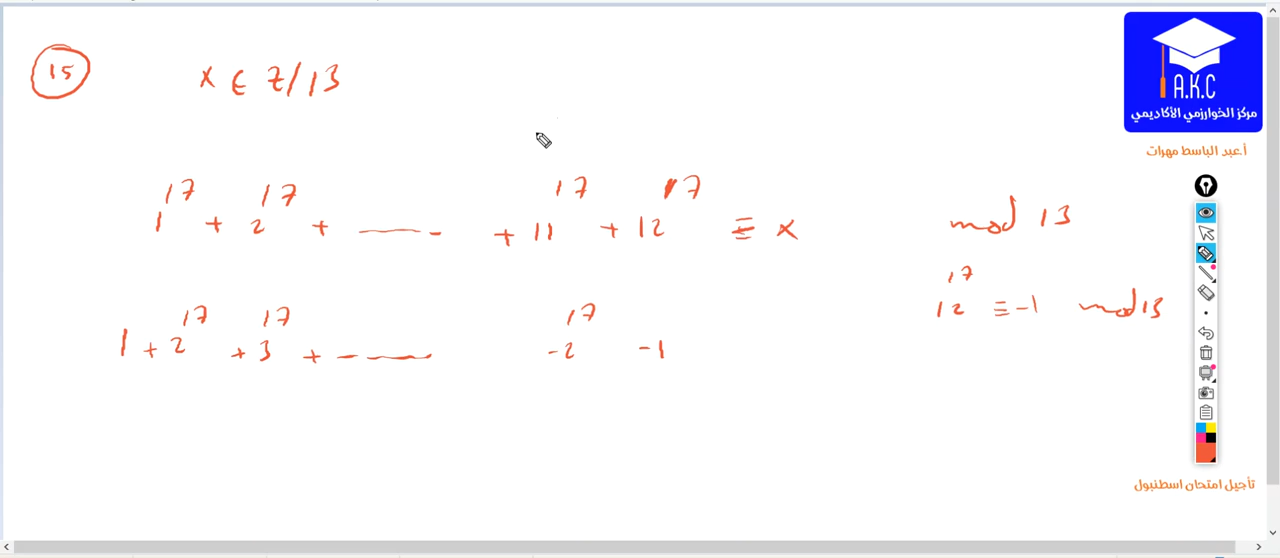 15
x ∈ Z/13
1^17 + 2^17 + ——- + 11^17 + 12^17 ≡ x mod 13
12^17 ≡ -1 mod 13
1 + 2^17 + 3^17 + - —— -2^17 -1
A.K.C
مركز الخوارزمي الأكاديمي
أ.عبد الباسط مهرات
تأجيل امتحان اسطنبول